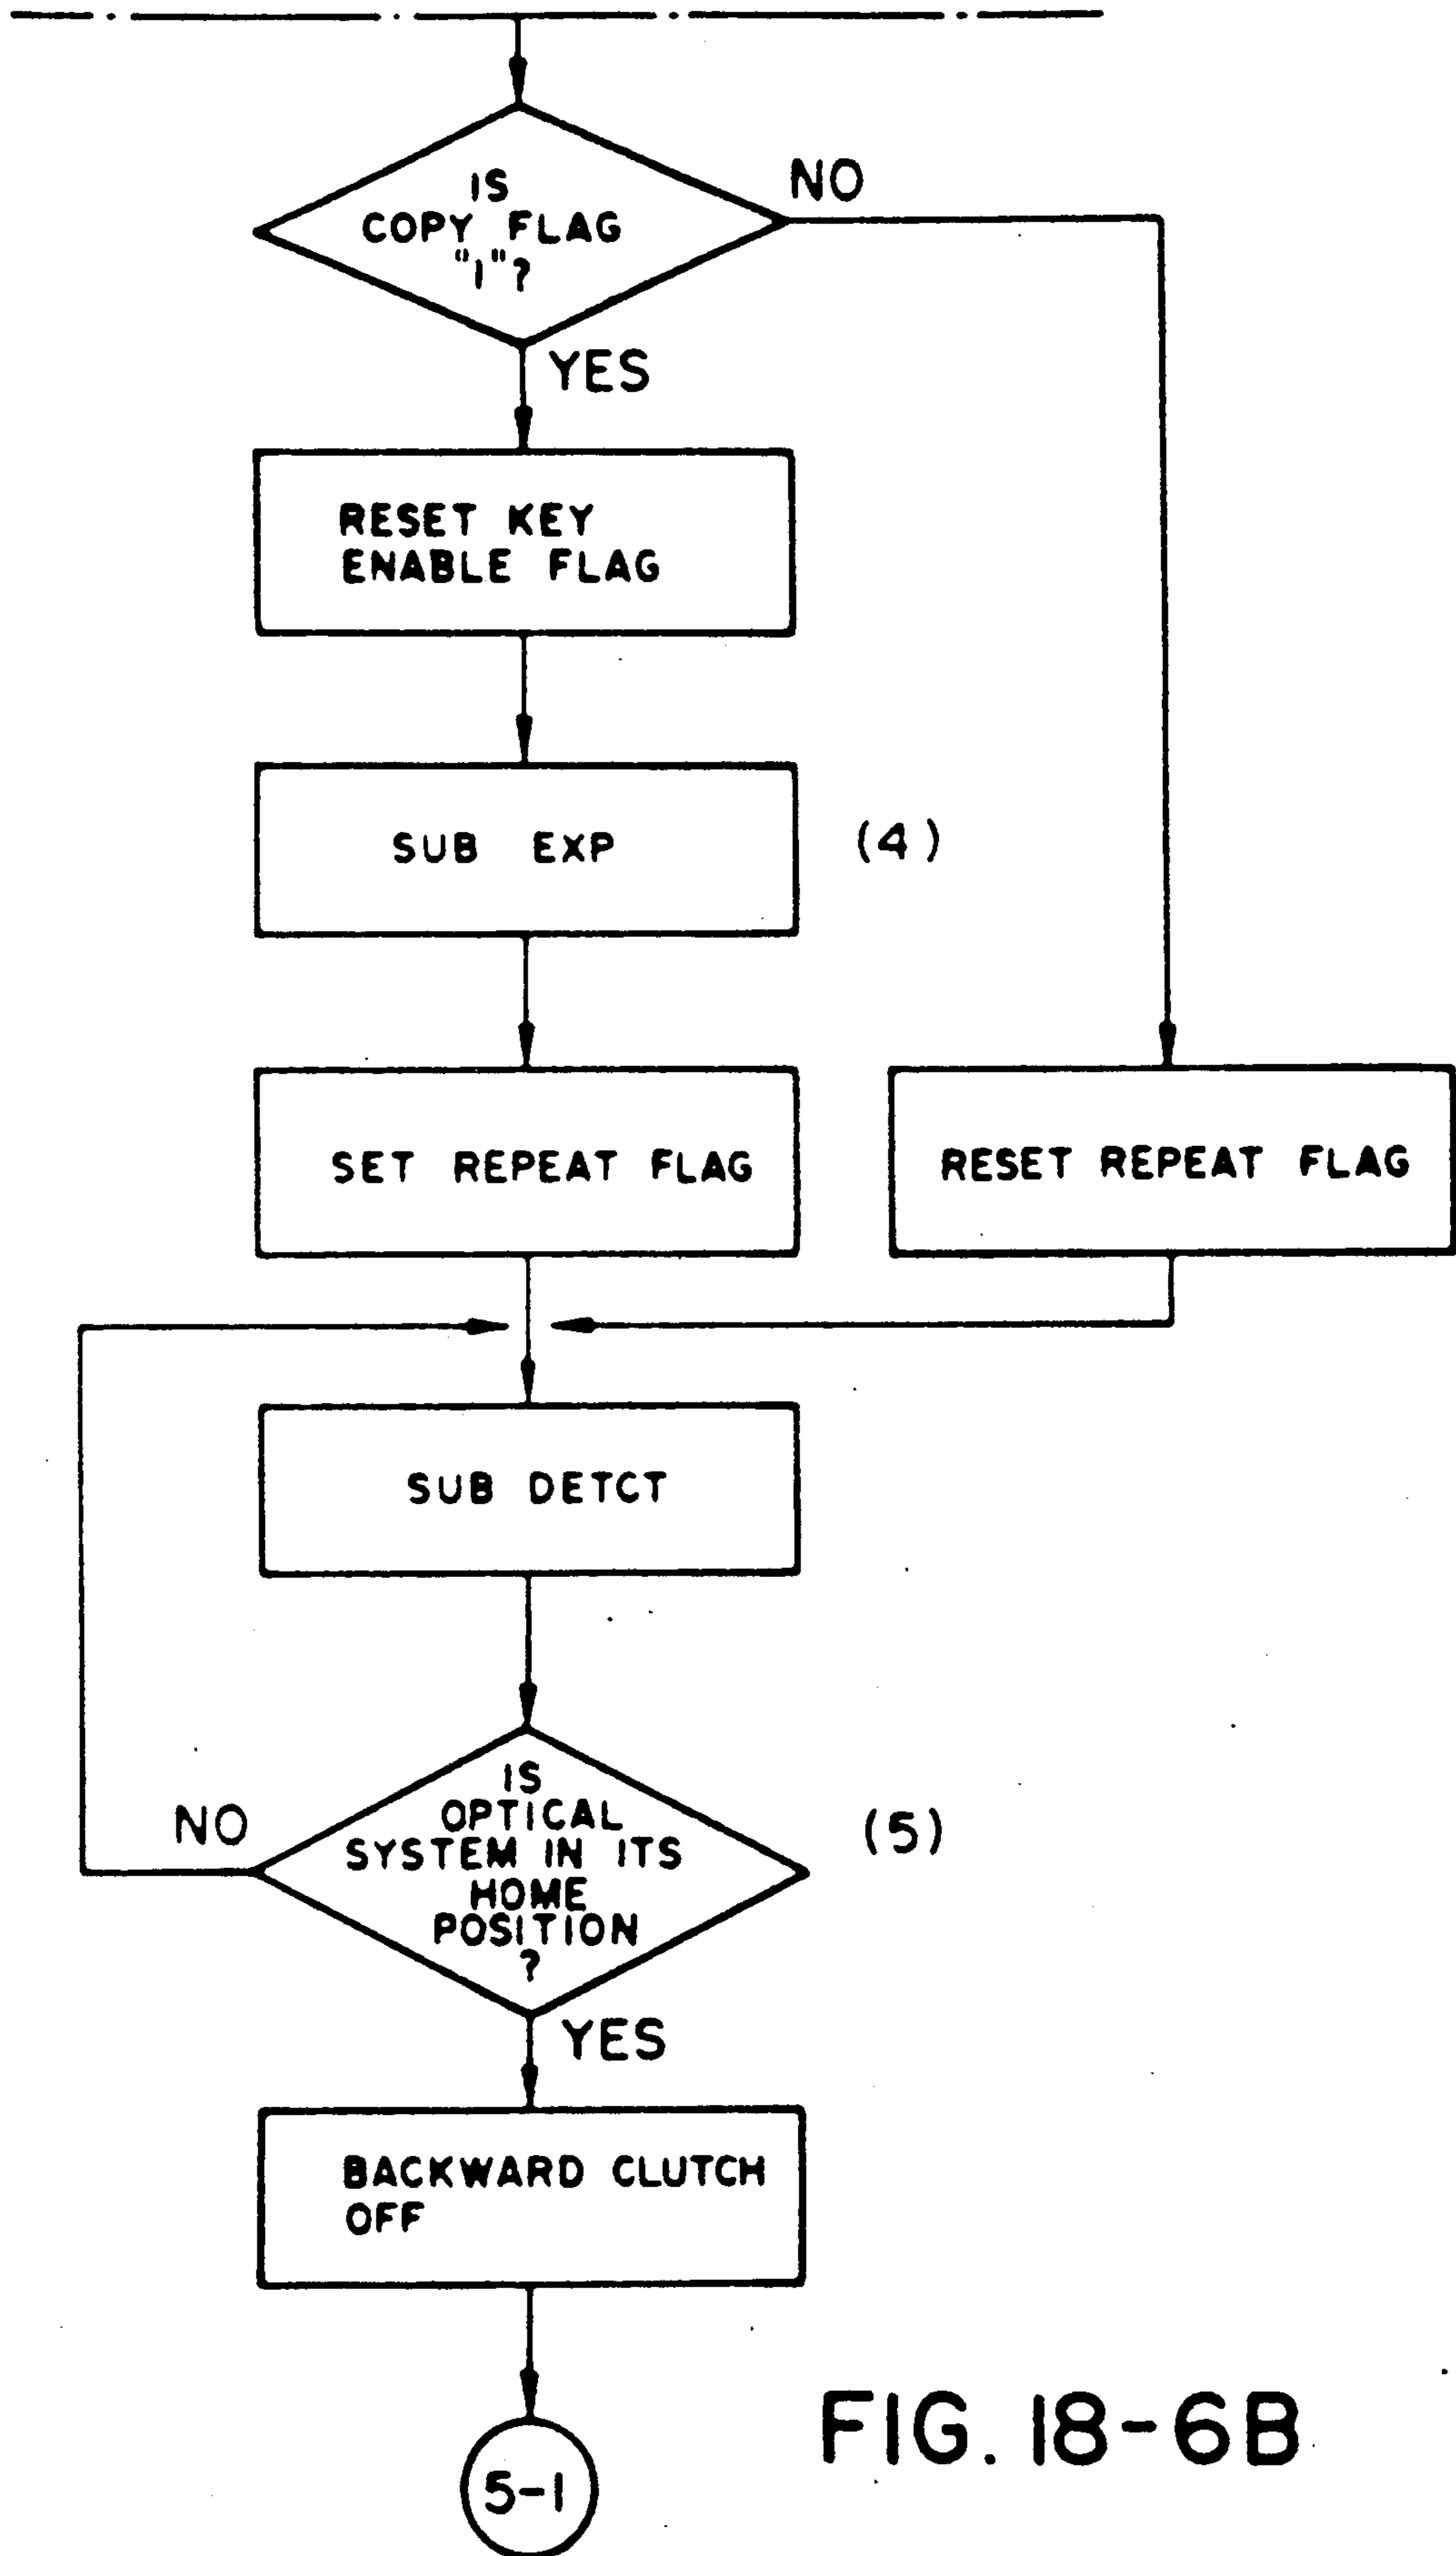 IS
COPY FLAG
"1"?
NO
YES
RESET KEY
ENABLE FLAG
SUB EXP
(4)
SET REPEAT FLAG
RESET REPEAT FLAG
SUB DETCT
IS
OPTICAL
SYSTEM IN ITS
HOME
POSITION
?
NO
(5)
YES
BACKWARD CLUTCH
OFF
5-1
FIG. 18-6B